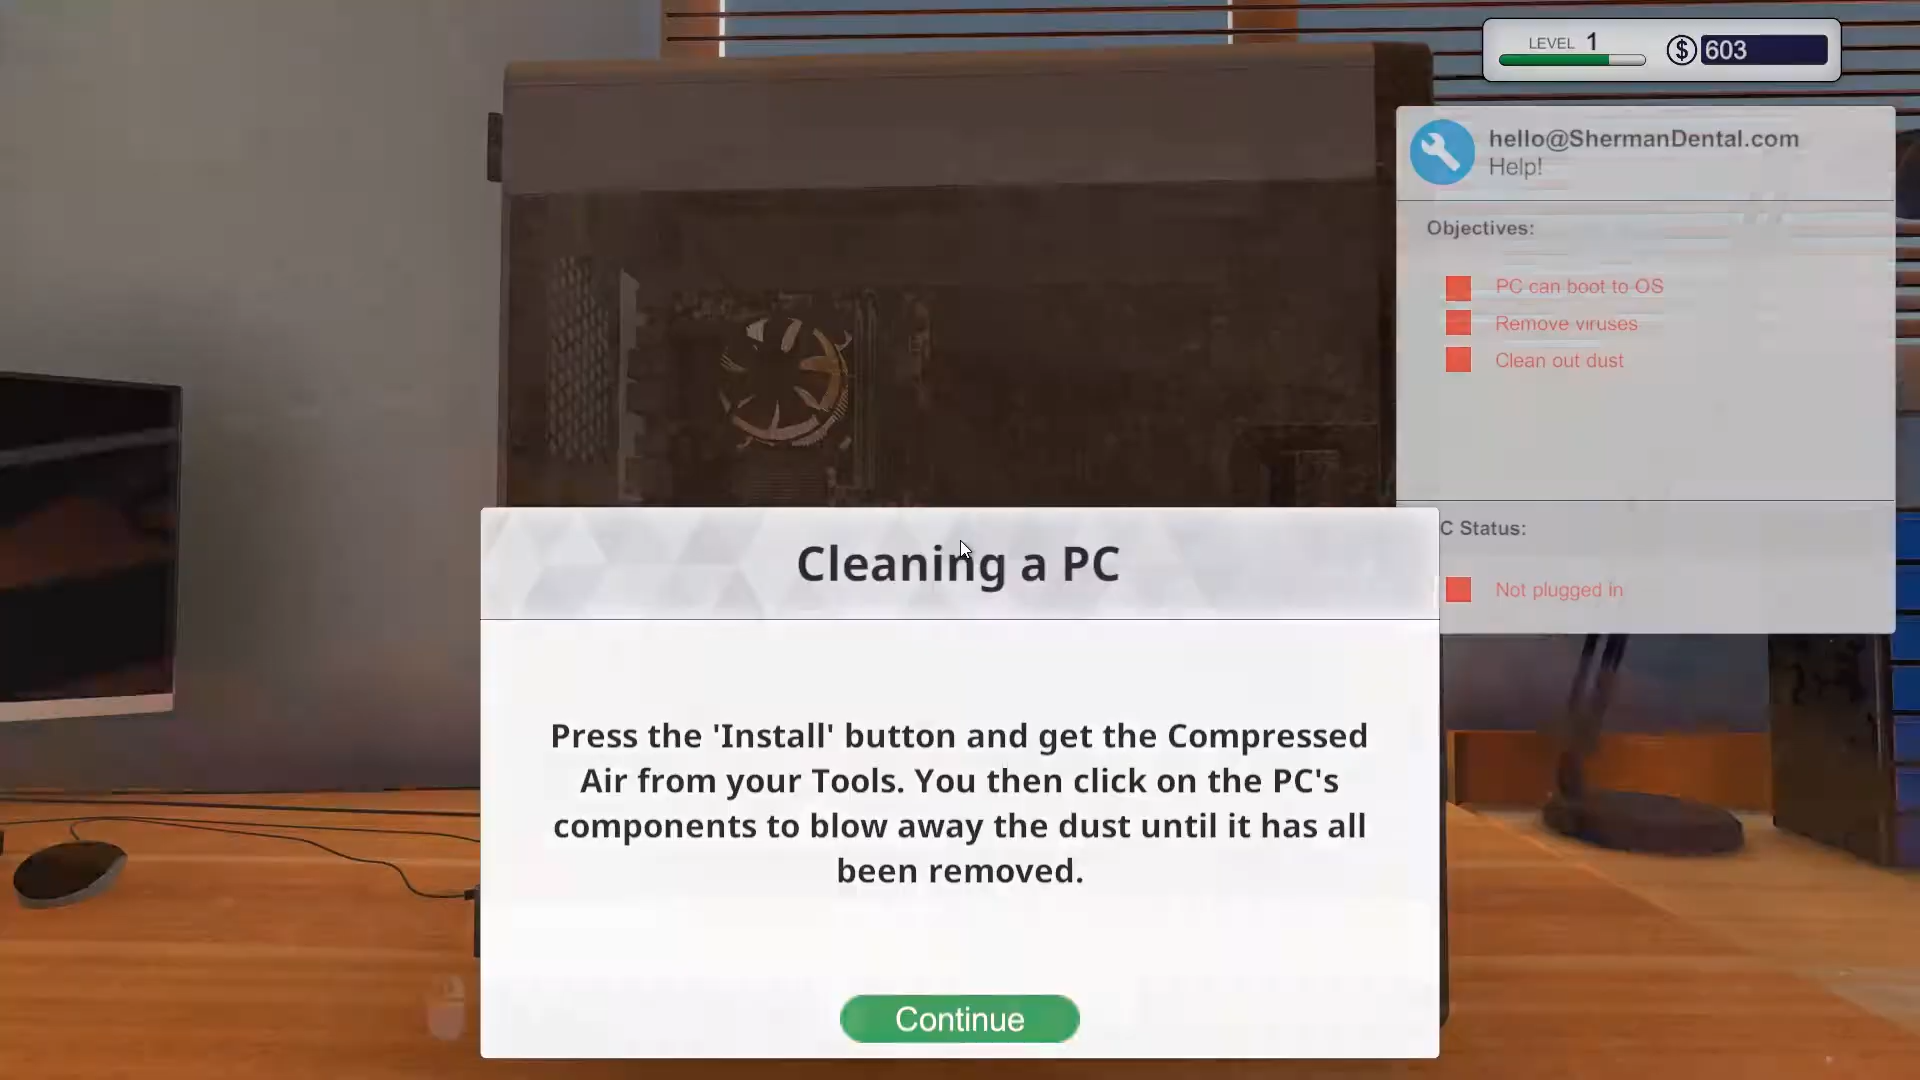 LEVEL 1
$ 603
hello@ShermanDental.com
Help!
Objectives:
PC can boot to OS
Remove viruses
Clean out dust
C Status:
Not plugged in
Cleaning a PC
Press the 'Install' button and get the Compressed
Air from your Tools. You then click on the PC's
components to blow away the dust until it has all
been removed.
Continue